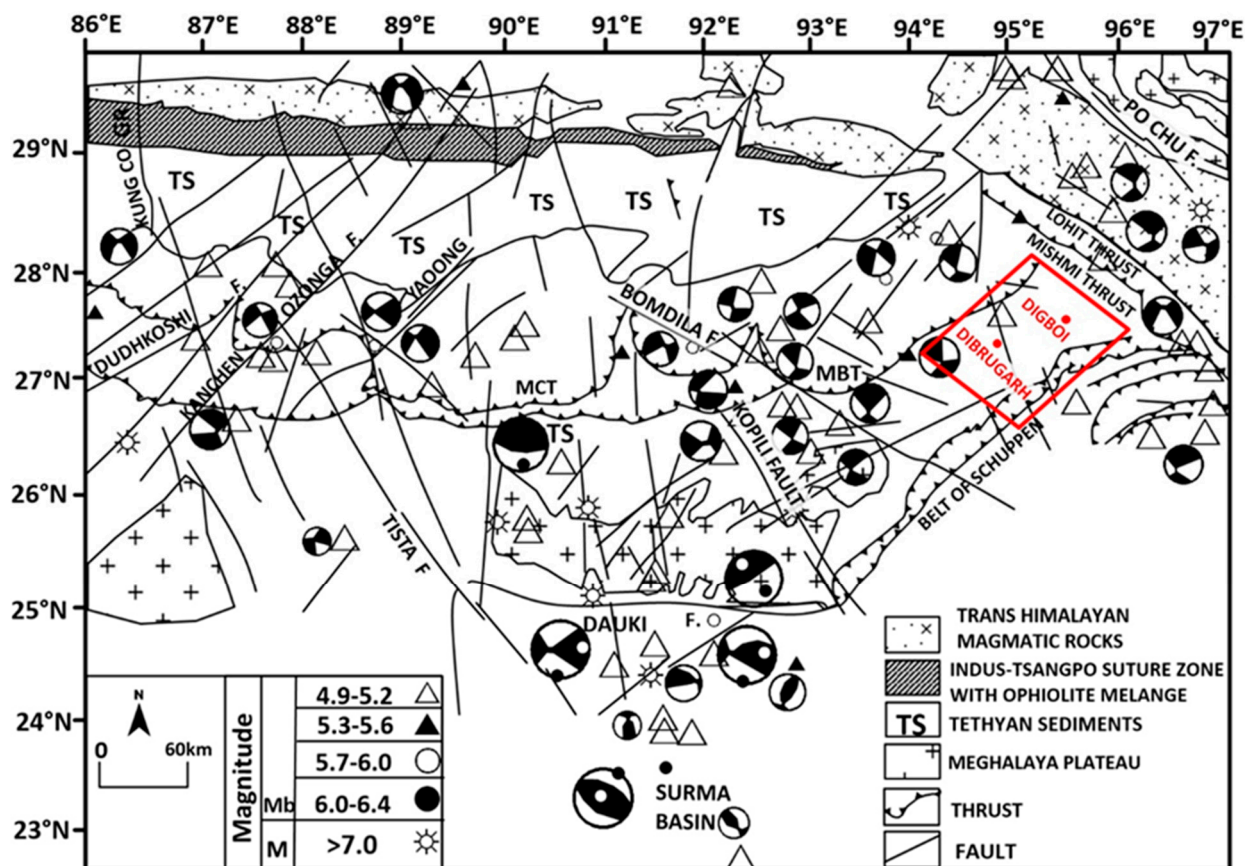 86°E 87°E 88°E 89°E 90°E 91°E 92°E 93°E 94°E 95°E 96°E 97°E
29°N
28°N
27°N
26°N
25°N
24°N
23°N
KUNG CO GR
PO CHU F.
TS
TS
TS
TS
TS
TS
TS
LOHIT THRUST
MISHMI THRUST
OZONGA F.
YAOONG
BOMDILA F.
DUDHKOSHI F.
KANCHEN
DIGBOI
DIBRUGARH
MCT
MBT
TS
KOPILI FAULT
BELT OF SCHUPPEN
TISTA F
DAUKI F.
SURMA
BASIN
N
0 60km
Magnitude
4.9-5.2
5.3-5.6
5.7-6.0
Mb 6.0-6.4
M >7.0
TRANS HIMALAYAN
MAGMATIC ROCKS
INDUS-TSANGPO SUTURE ZONE
WITH OPHIOLITE MELANGE
TS TETHYAN SEDIMENTS
MEGHALAYA PLATEAU
THRUST
FAULT